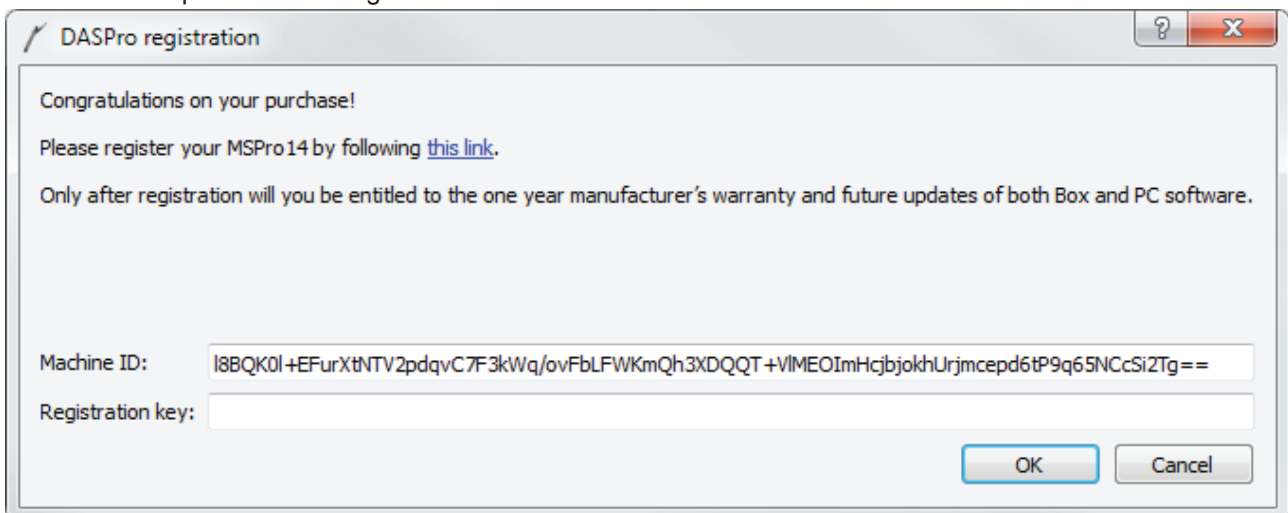 DASPro registration
Congratulations on your purchase!
Please register your MSPro14 by following this link.
Only after registration will you be entitled to the one year manufacturer's warranty and future updates of both Box and PC software.
Machine ID: l8BQK0l+EFurXtNTV2pdqvC7F3kWq/ovFbLFWKmQh3XDQQT+VlMEOImHcjbjokhUrjmcepd6tP9q65NCcSi2Tg==
Registration key:
OK Cancel